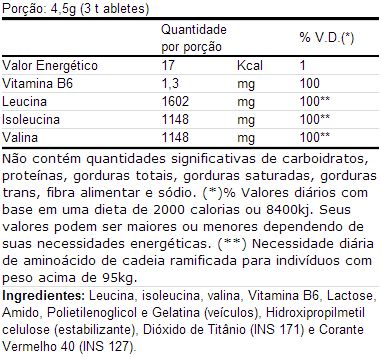 Porção: 4,5g (3 t abletes)
Quantidade
por porção
% V.D.(*)
Valor Energético 17 Kcal 1
Vitamina B6 1,3 mg 100
Leucina 1602 mg 100**
Isoleucina 1148 mg 100**
Valina 1148 mg 100**
Não contém quantidades significativas de carboidratos,
proteínas, gorduras totais, gorduras saturadas, gorduras
trans, fibra alimentar e sódio. (*)% Valores diários com
base em uma dieta de 2000 calorias ou 8400kj. Seus
valores podem ser maiores ou menores dependendo de
suas necessidades energéticas. (**) Necessidade diária
de aminoácido de cadeia ramificada para indivíduos com
peso acima de 95kg.
Ingredientes: Leucina, isoleucina, valina, Vitamina B6, Lactose,
Amido, Polietilenoglicol e Gelatina (veículos), Hidroxipropilmetil
celulose (estabilizante), Dióxido de Titânio (INS 171) e Corante
Vermelho 40 (INS 127).